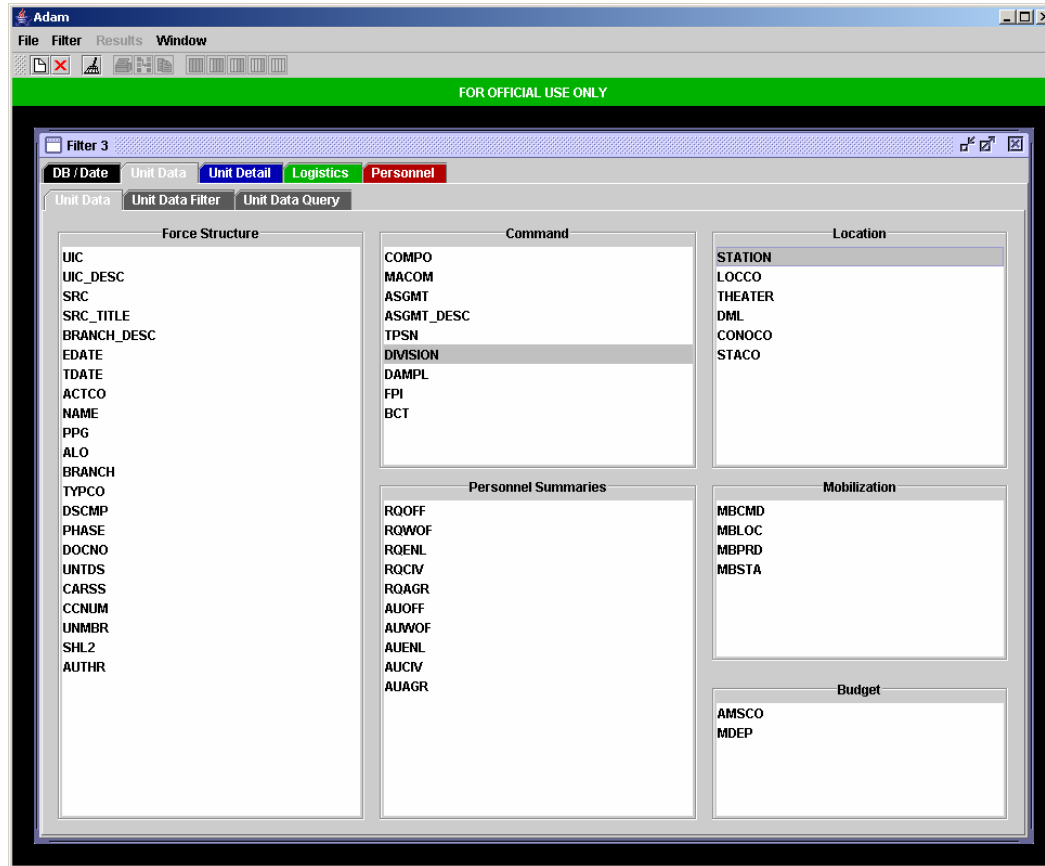 Adam
File Filter Results Window
FOR OFFICIAL USE ONLY
Filter 3
DB / Date Unit Data Unit Detail Logistics Personnel
Unit Data Unit Data Filter Unit Data Query
Force Structure
UIC
UIC_DESC
SRC
SRC_TITLE
BRANCH_DESC
EDATE
TDATE
ACTCO
NAME
PPG
ALO
BRANCH
TYPCO
DSCMP
PHASE
DOCNO
UNTDS
CARSS
CCNUM
UNMBR
SHL2
AUTHR
Command
COMPO
MACOM
ASGMT
ASGMT_DESC
TPSN
DIVISION
DAMPL
FPI
BCT
Personnel Summaries
RQOFF
RQWOF
RQENL
RQCIV
RQAGR
AUOFF
AUWOF
AUENL
AUCIV
AUAGR
Location
STATION
LOCCO
THEATER
DML
CONOCO
STACO
Mobilization
MBCMD
MBLOC
MBPRD
MBSTA
Budget
AMSCO
MDEP